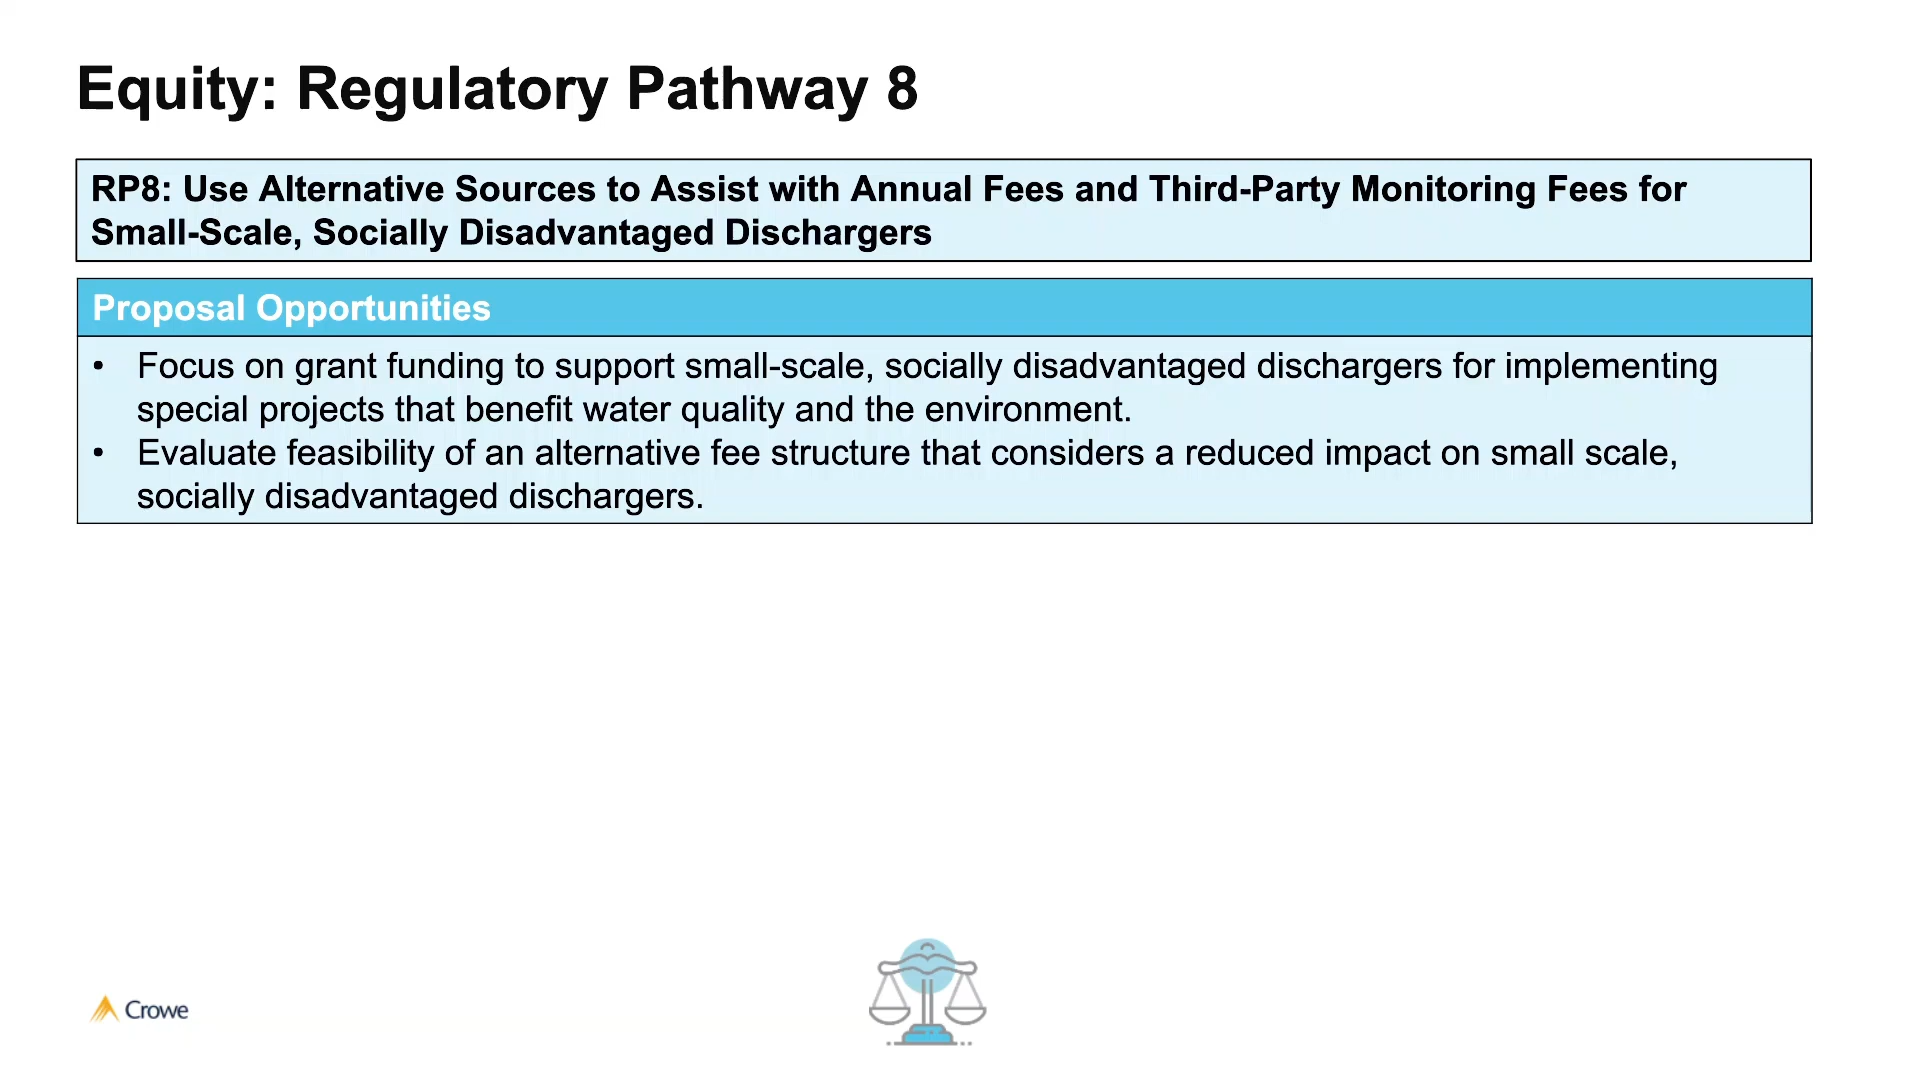 Equity: Regulatory Pathway 8
RP8: Use Alternative Sources to Assist with Annual Fees and Third-Party Monitoring Fees for
Small-Scale, Socially Disadvantaged Dischargers
Proposal Opportunities
• Focus on grant funding to support small-scale, socially disadvantaged dischargers for implementing
special projects that benefit water quality and the environment.
• Evaluate feasibility of an alternative fee structure that considers a reduced impact on small scale,
socially disadvantaged dischargers.
Crowe